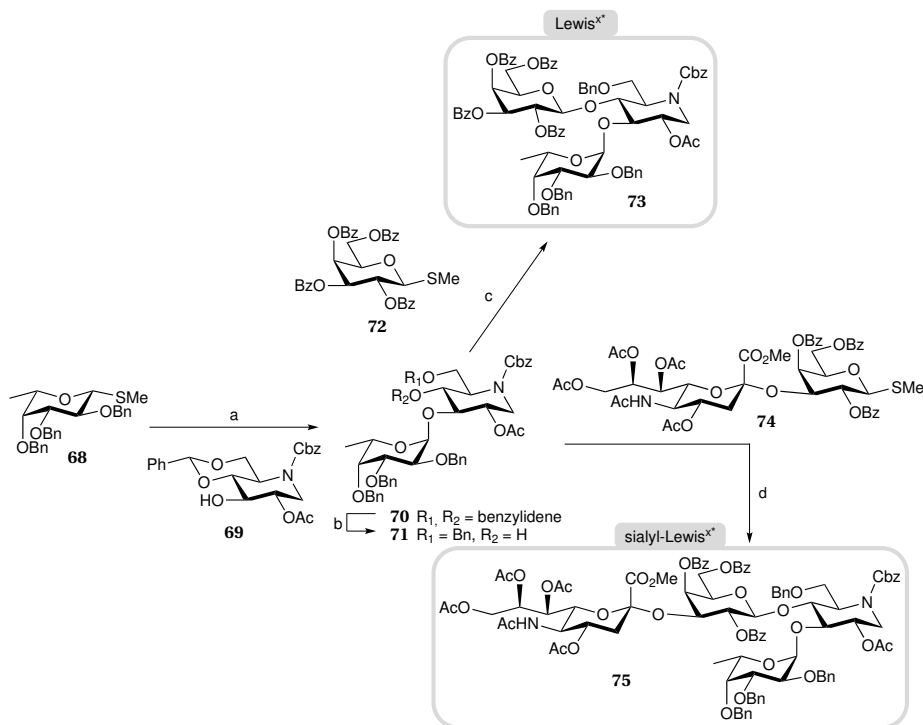 Lewisx*
OBz OBz
O
BzO
OBz
O
BnO
Cbz
N
O
OAc
O
OBn
OBn
OBn
73
OBz OBz
O
SMe
BzO
OBz
72
c
O SMe
OBn
OBn
OBn
68
a
Ph O
O
HO
Cbz
N
OAc
69
R1O
R2O
O
Cbz
N
OAc
O
OBn
OBn
OBn
b
70 R1, R2 = benzylidene
71 R1 = Bn, R2 = H
AcO
AcO
OAc
AcHN
AcO
O
CO2Me
O
OBz
OBz
O
SMe
OBz
74
d
sialyl-Lewisx*
AcO
AcO
OAc
AcHN
AcO
O
CO2Me
O
OBz
OBz
O
OBz
O
BnO
Cbz
N
O
OAc
O
OBn
OBn
OBn
75